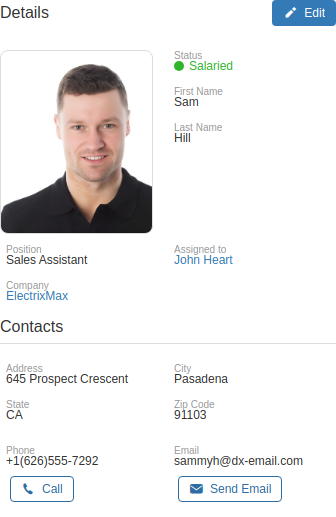 Details
Edit
Status
Salaried
First Name
Sam
Last Name
Hill
Position
Sales Assistant
Assigned to
John Heart
Company
ElectrixMax
Contacts
Address
645 Prospect Crescent
City
Pasadena
State
CA
Zip Code
91103
Phone
+1(626)555-7292
Email
sammyh@dx-email.com
Call
Send Email